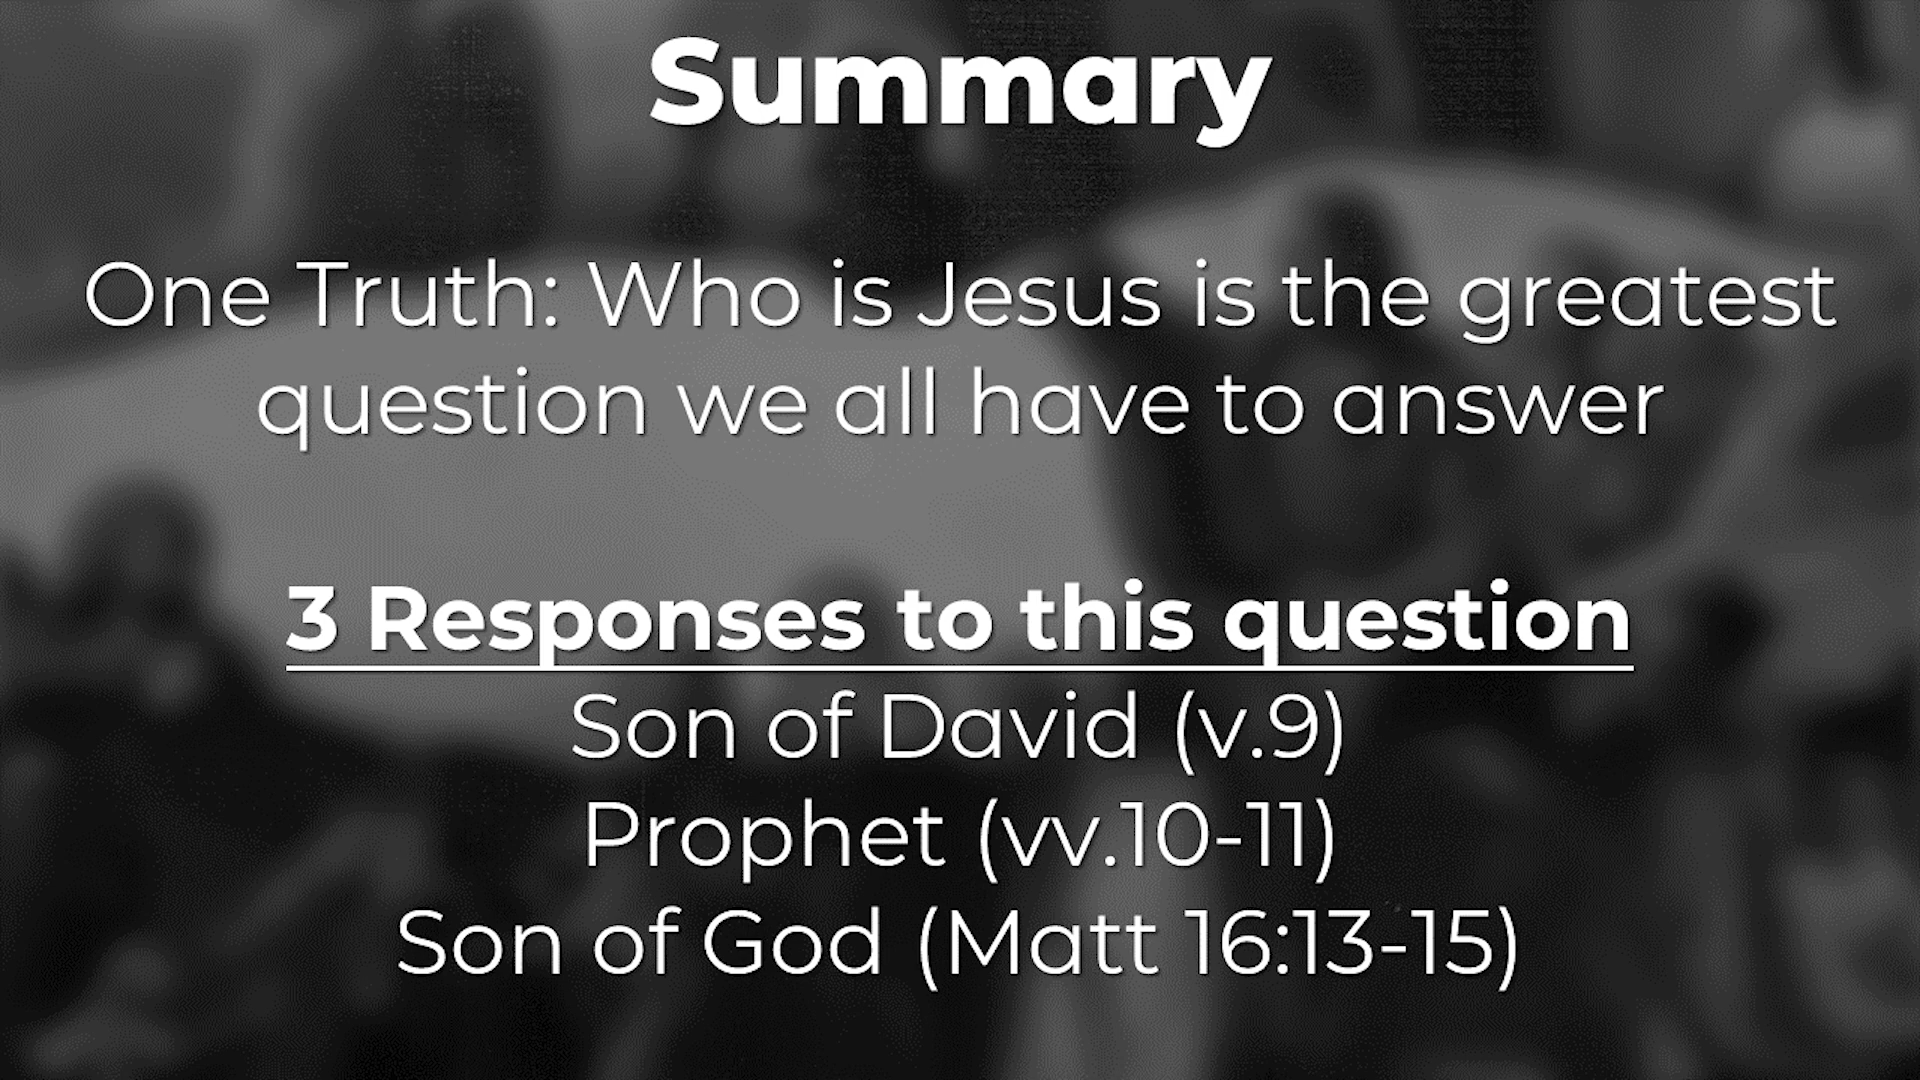 Summary
One Truth: Who is Jesus is the greatest
question we all have to answer
3 Responses to this question
Son of David (v.9)
Prophet (vv.10-11)
Son of God (Matt 16:13-15)